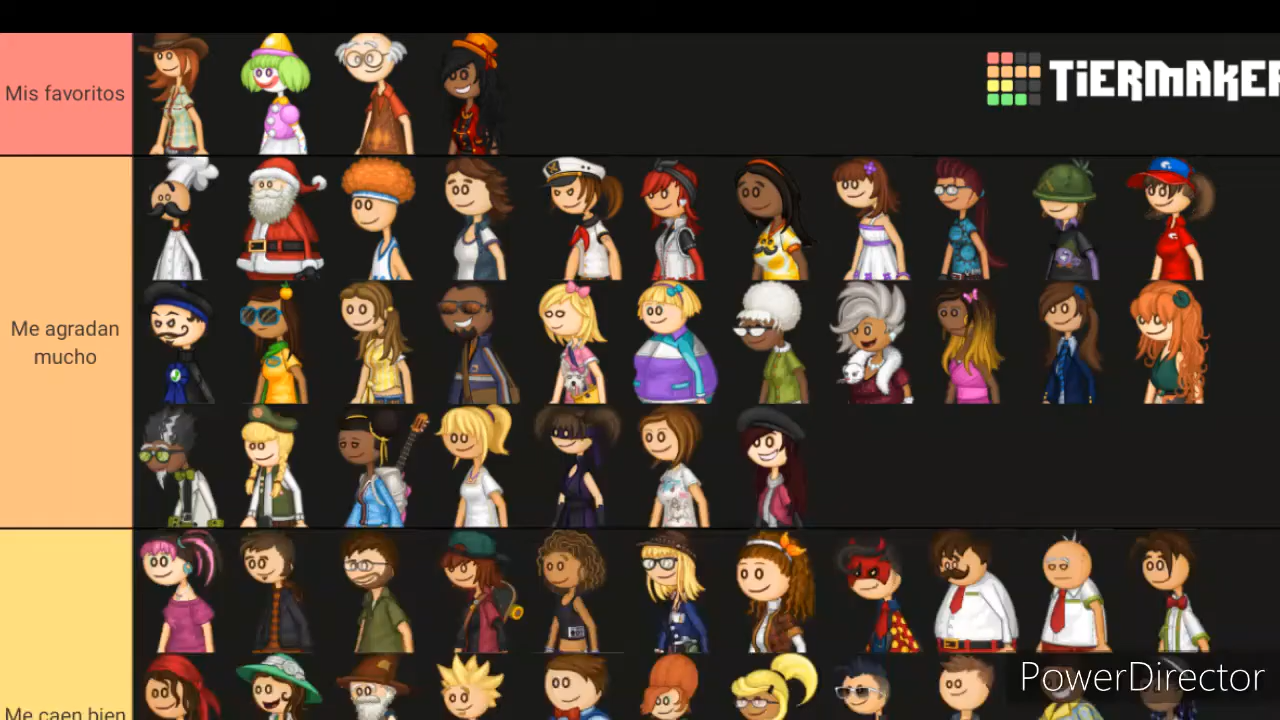 Mis favoritos
TiERMAKER
Me agradan
mucho
Me caen bien
PowerDirector